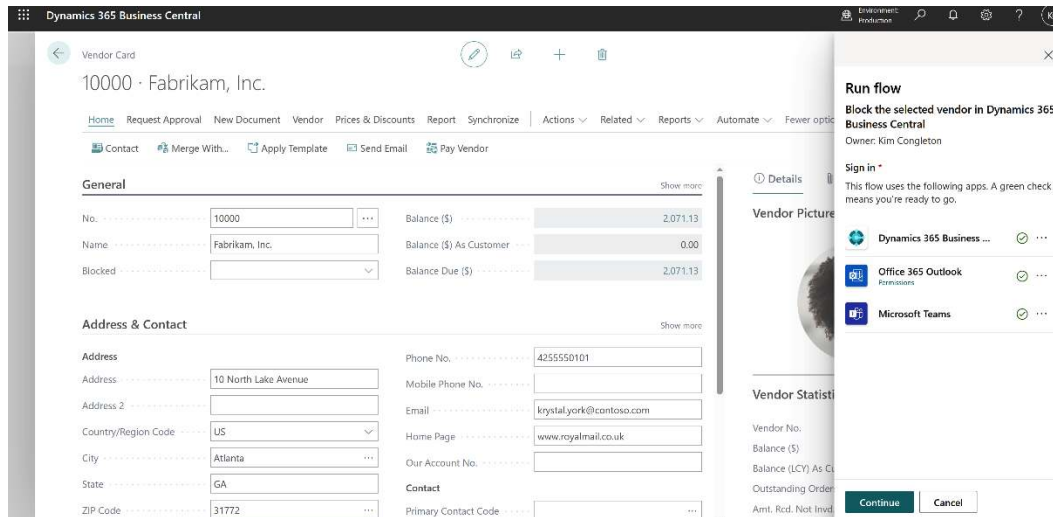 Dynamics 365 Business Central
Environment:
Production
?
Vendor Card
10000 · Fabrikam, Inc.
Home Request Approval New Document Vendor Prices & Discounts Report Synchronize Actions Related Reports Automate Fewer optio
Contact Merge With... Apply Template Send Email Pay Vendor
General
Show more
No.
10000
Name
Fabrikam, Inc.
Blocked
Balance ($)
2,071.13
Balance ($) As Customer
0.00
Balance Due ($)
2,071.13
Address & Contact
Show more
Address
Address
10 North Lake Avenue
Address 2
Country/Region Code
US
City
Atlanta
State
GA
ZIP Code
31772
Phone No.
4255550101
Mobile Phone No.
Email
krystal.york@contoso.com
Home Page
www.royalmail.co.uk
Our Account No.
Contact
Primary Contact Code
Details
Vendor Picture
Vendor Statisti
Vendor No.
Balance ($)
Balance (LCY) As Cu
Outstanding Order
Amt. Rcd. Not Invd
Run flow
Block the selected vendor in Dynamics 365
Business Central
Owner: Kim Congleton
Sign in *
This flow uses the following apps. A green check
means you're ready to go.
Dynamics 365 Business ...
Office 365 Outlook
Permissions
Microsoft Teams
Continue Cancel